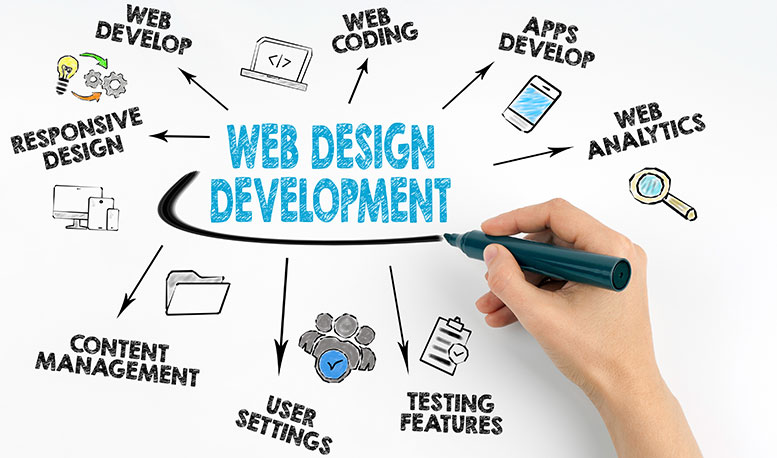 WEB
DEVELOP
WEB
CODING
APPS
DEVELOP
RESPONSIVE
DESIGN
</>
WEB DESIGN
DEVELOPMENT
WEB
ANALYTICS
CONTENT
MANAGEMENT
USER
SETTINGS
TESTING
FEATURES